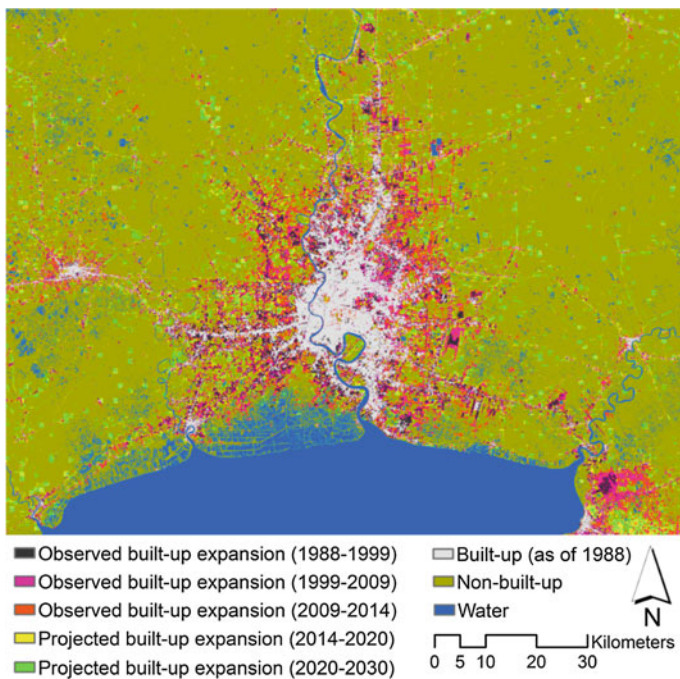 Observed built-up expansion (1988-1999)
Observed built-up expansion (1999-2009)
Observed built-up expansion (2009-2014)
Projected built-up expansion (2014-2020)
Projected built-up expansion (2020-2030)
Built-up (as of 1988)
Non-built-up
Water
N
Kilometers
0 5 10 20 30